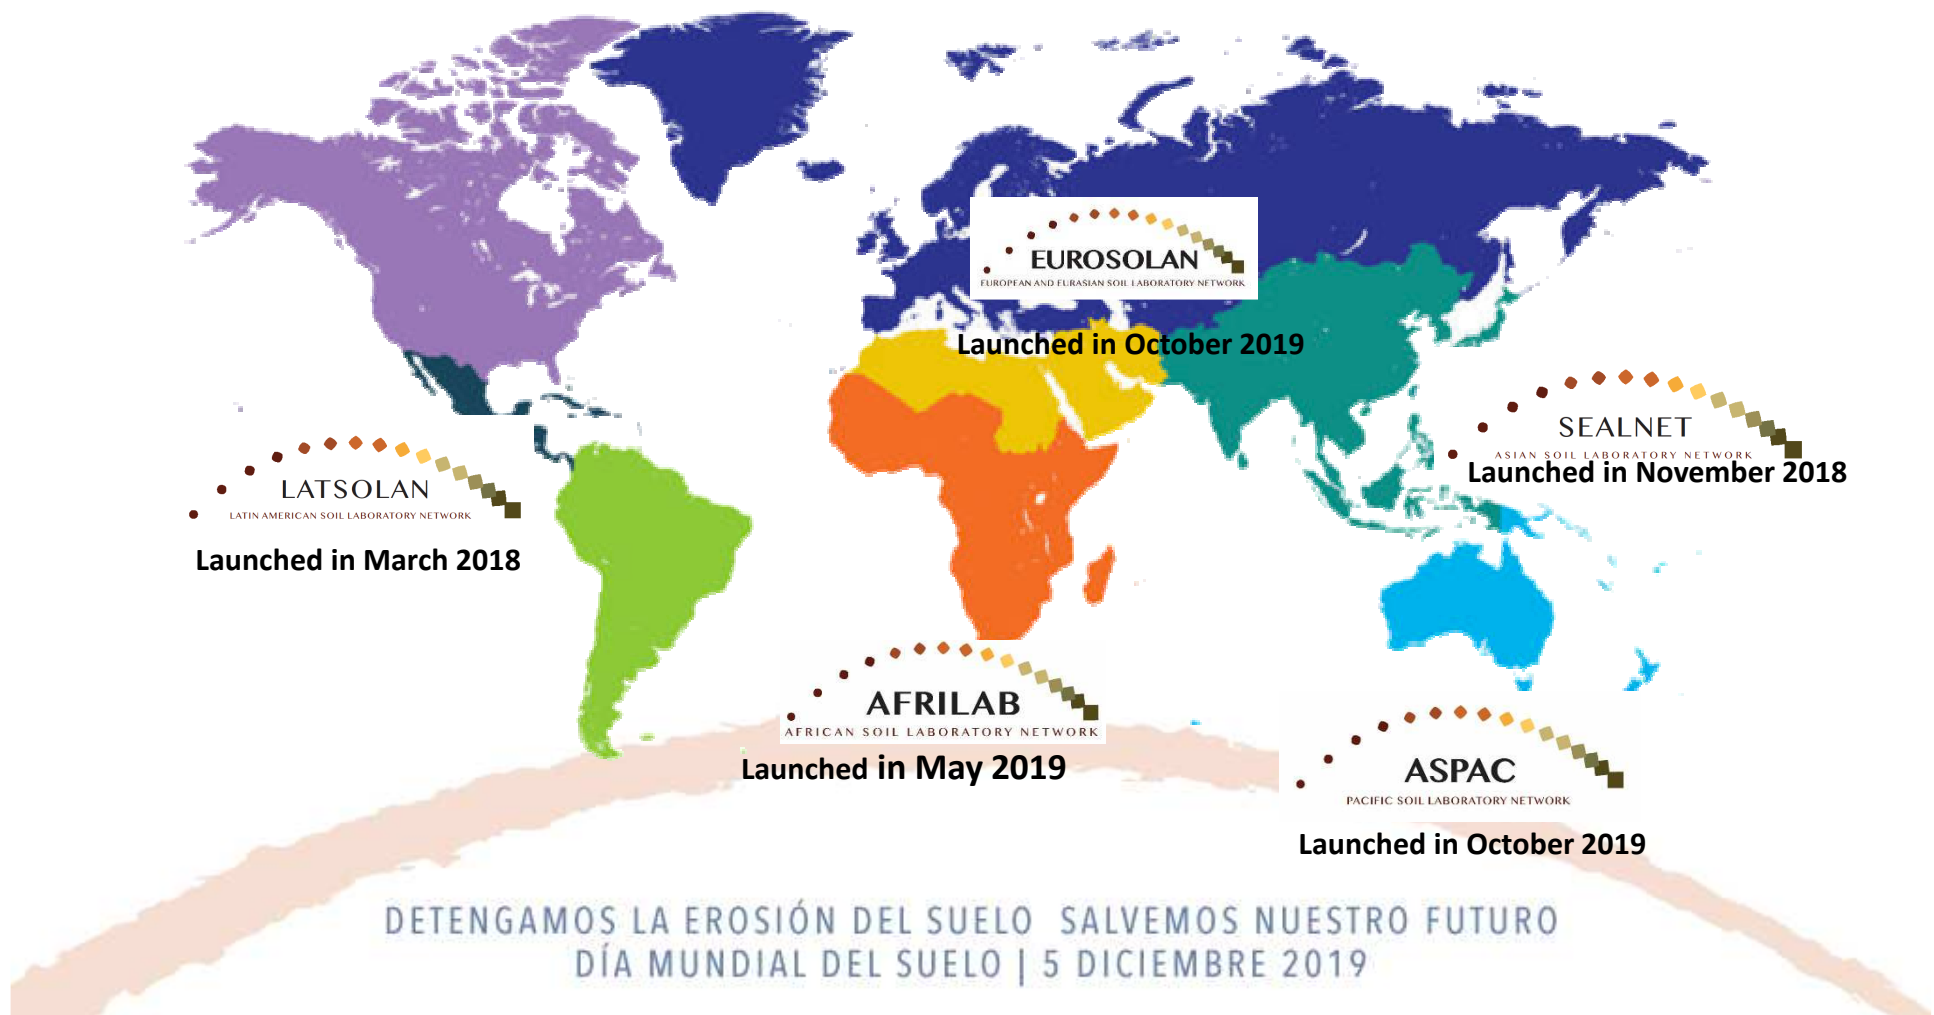 EUROSOLAN
EUROPEAN AND EURASIAN SOIL LABORATORY NETWORK
Launched in October 2019
SEALNET
ASIAN SOIL LABORATORY NETWORK
Launched in November 2018
LATSOLAN
LATIN AMERICAN SOIL LABORATORY NETWORK
Launched in March 2018
AFRILAB
AFRICAN SOIL LABORATORY NETWORK
Launched in May 2019
ASPAC
PACIFIC SOIL LABORATORY NETWORK
Launched in October 2019
DETENGAMOS LA EROSIÓN DEL SUELO SALVEMOS NUESTRO FUTURO
DÍA MUNDIAL DEL SUELO | 5 DICIEMBRE 2019